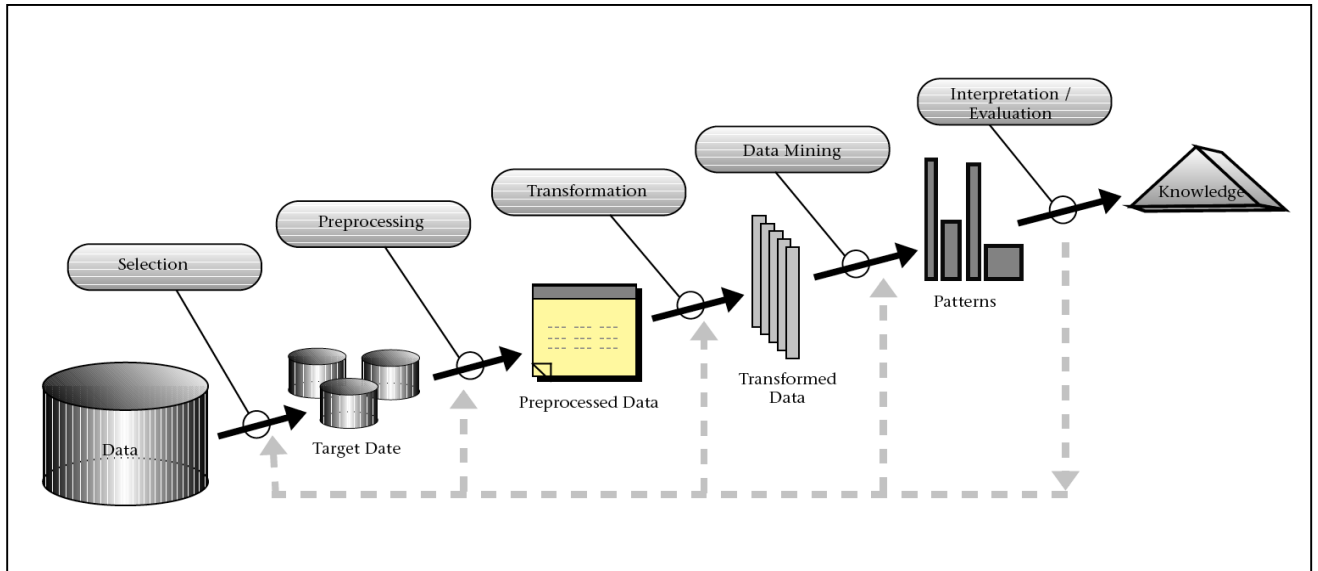 Interpretation /
Evaluation
Data Mining
Transformation
Preprocessing
Selection
Knowledge
Patterns
Transformed
Data
Preprocessed Data
Target Date
Data